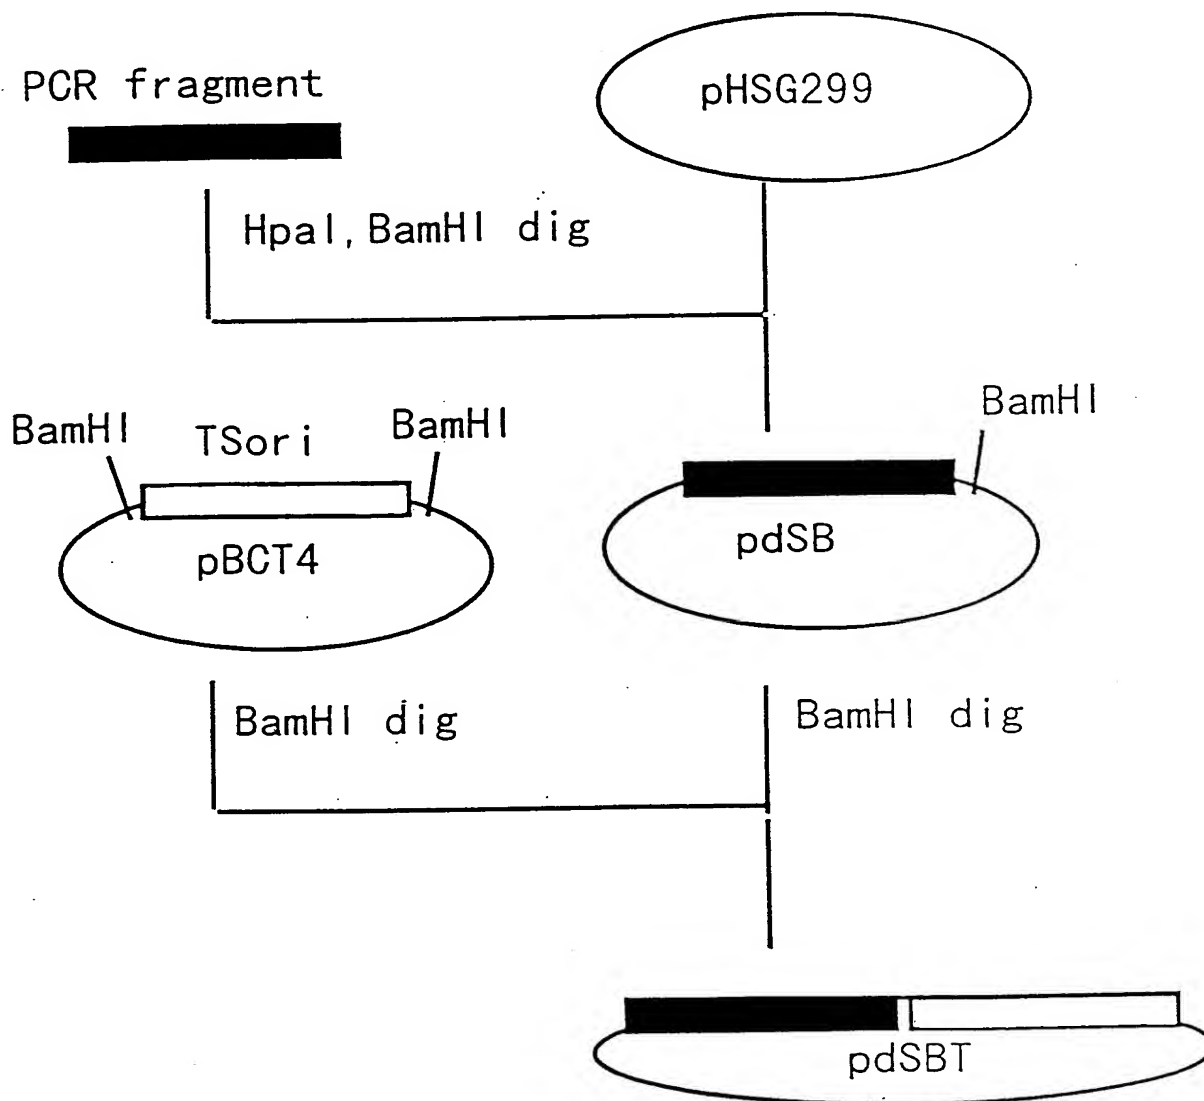 PCR fragment
pHSG299
HpaI, BamHI dig
BamHI
TSori
BamHI
BamHI
pBCT4
pdSB
BamHI dig
BamHI dig
pdSBT